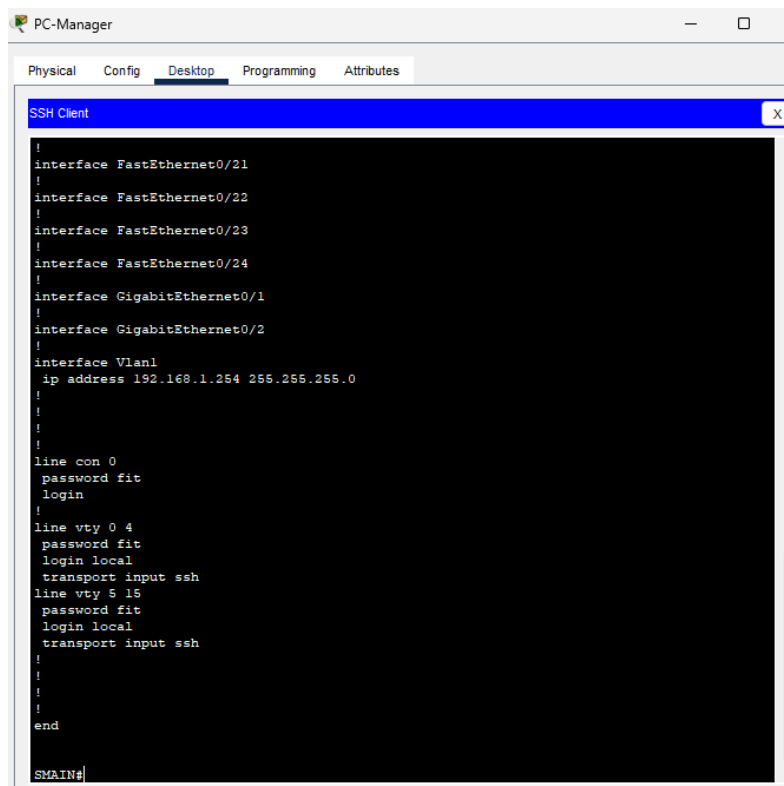 PC-Manager
Physical Config Desktop Programming Attributes
SSH Client
X
!
interface FastEthernet0/21
!
interface FastEthernet0/22
!
interface FastEthernet0/23
!
interface FastEthernet0/24
!
interface GigabitEthernet0/1
!
interface GigabitEthernet0/2
!
interface Vlan1
 ip address 192.168.1.254 255.255.255.0
!
!
!
!
line con 0
 password fit
 login
!
line vty 0 4
 password fit
 login local
 transport input ssh
line vty 5 15
 password fit
 login local
 transport input ssh
!
!
!
!
end
SMAIN#